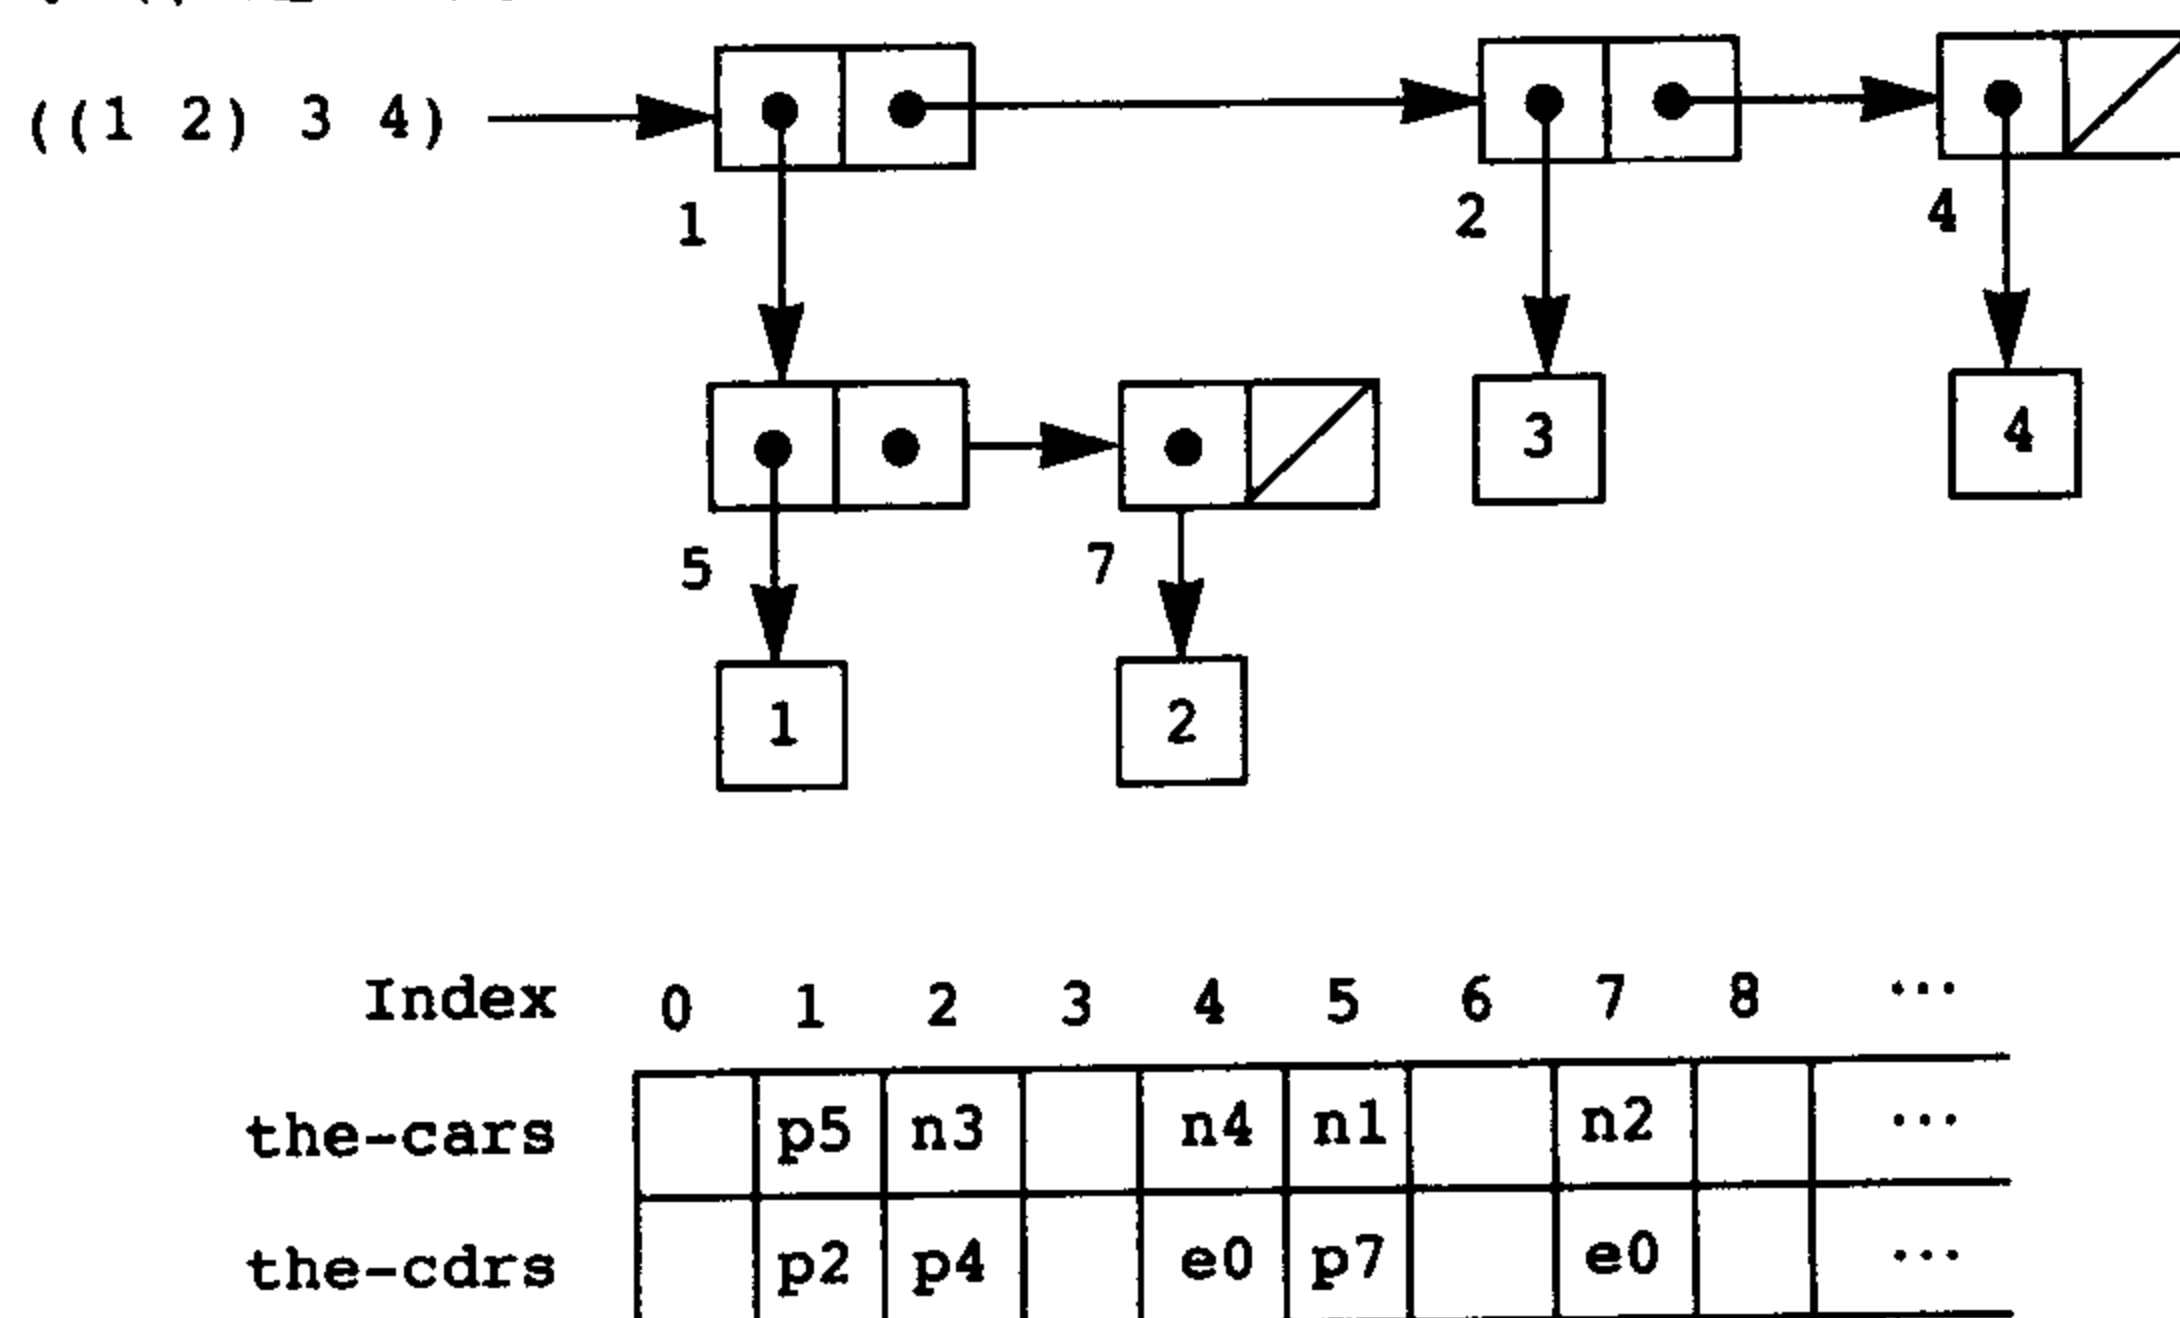 ((1 2) 3 4)
1 2 4
3 4
5 7
1 2
Index 0 1 2 3 4 5 6 7 8 ...
the-cars p5 n3 n4 n1 n2 ...
the-cdrs p2 p4 e0 p7 e0 ...